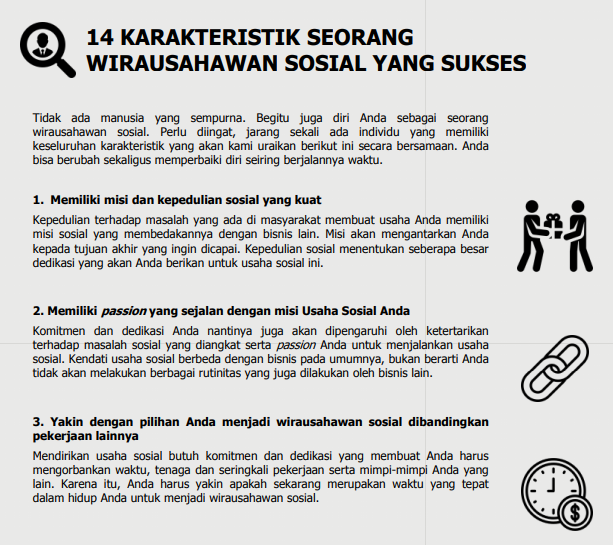 14 KARAKTERISTIK SEORANG
WIRAUSAHAWAN SOSIAL YANG SUKSES
Tidak ada manusia yang sempurna. Begitu juga diri Anda sebagai seorang
wirausahawan sosial. Perlu diingat, jarang sekali ada individu yang memiliki
keseluruhan karakteristik yang akan kami uraikan berikut ini secara bersamaan. Anda
bisa berubah sekaligus memperbaiki diri seiring berjalannya waktu.
1. Memiliki misi dan kepedulian sosial yang kuat
Kepedulian terhadap masalah yang ada di masyarakat membuat usaha Anda memiliki
misi sosial yang membedakannya dengan bisnis lain. Misi akan mengantarkan Anda
kepada tujuan akhir yang ingin dicapai. Kepedulian sosial menentukan seberapa besar
dedikasi yang akan Anda berikan untuk usaha sosial ini.
2. Memiliki passion yang sejalan dengan misi Usaha Sosial Anda
Komitmen dan dedikasi Anda nantinya juga akan dipengaruhi oleh ketertarikan
terhadap masalah sosial yang diangkat serta passion Anda untuk menjalankan usaha
sosial. Kendati usaha sosial berbeda dengan bisnis pada umumnya, bukan berarti Anda
tidak akan melakukan berbagai rutinitas yang juga dilakukan oleh bisnis lain.
3. Yakin dengan pilihan Anda menjadi wirausahawan sosial dibandingkan
pekerjaan lainnya
Mendirikan usaha sosial butuh komitmen dan dedikasi yang membuat Anda harus
mengorbankan waktu, tenaga dan seringkali pekerjaan serta mimpi-mimpi Anda yang
lain. Karena itu, Anda harus yakin apakah sekarang merupakan waktu yang tepat
dalam hidup Anda untuk menjadi wirausahawan sosial.
$